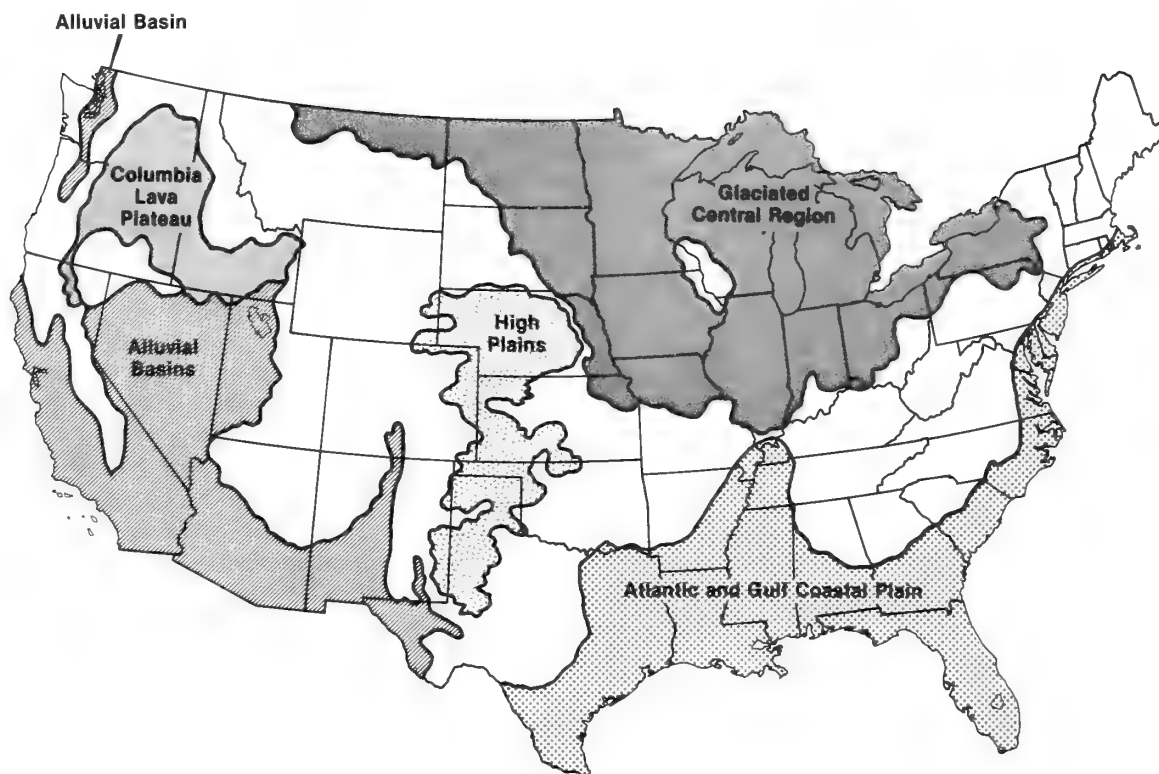 Alluvial Basin
Columbia
Lava
Plateau
Glaciated
Central Region
High
Plains
Alluvial
Basins
Atlantic and Gulf Coastal Plain